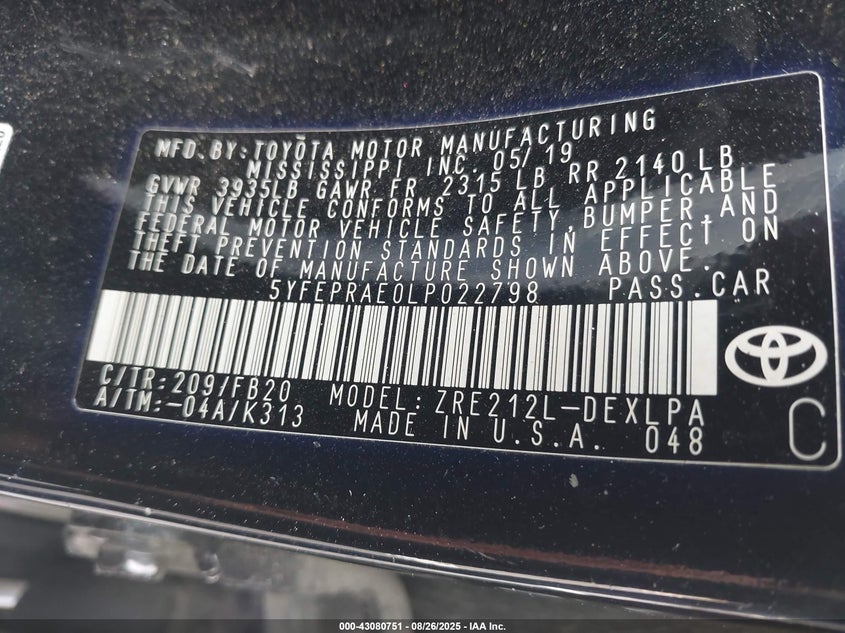 MFD.BY:TOYOTA MOTOR MANUFACTURING
MISSISSIPPI INC. 05/19
GVWR 3935LB GAWR FR 2315 LB RR 2140LB
THIS VEHICLE CONFORMS TO ALL APPLICABLE
FEDERAL MOTOR VEHICLE SAFETY,BUMPER,AND
THEFT PREVENTION STANDARDS IN EFFECT ON
THE DATE OF MANUFACTURE SHOWN ABOVE.
5YFEPRAE0LP022798 PASS.CAR
C/TR:209/FB20 MODEL:ZRE212L-DEXLPA
A/TM:-04A/K313 MADE IN U.S.A. 048
C
000-43080751 - 08/26/2025 - IAA Inc.